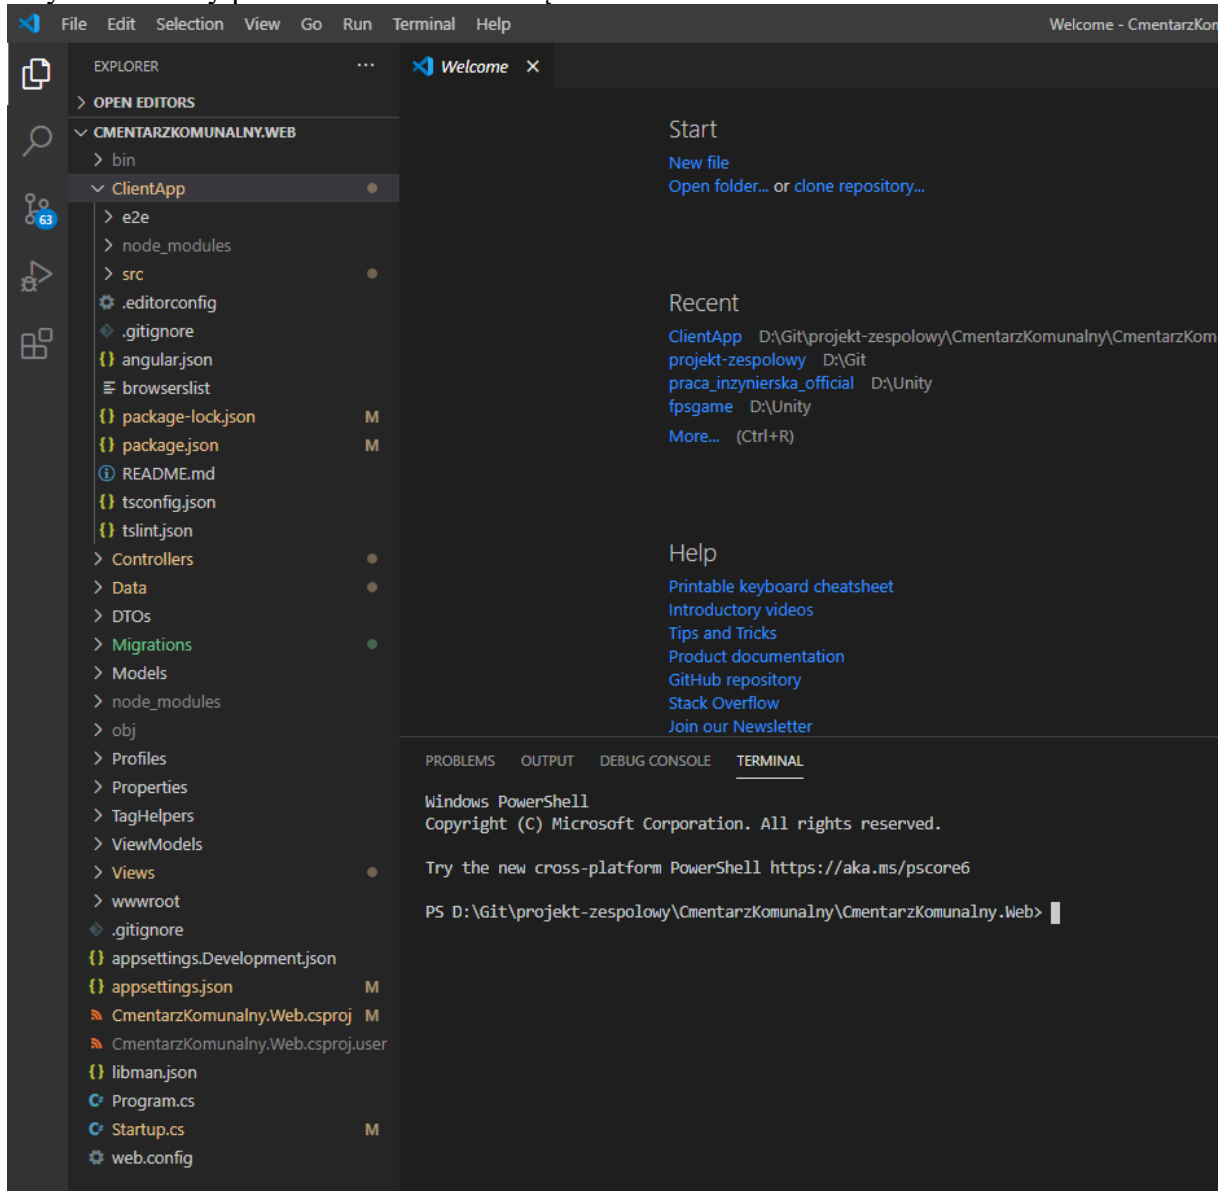 File Edit Selection View Go Run Terminal Help Welcome - CmentarzKon
EXPLORER ...
Welcome
OPEN EDITORS
CMENTARZKOMUNALNY.WEB
bin
ClientApp
e2e
node_modules
src
.editorconfig
.gitignore
angular.json
browserslist
package-lock.json M
package.json M
README.md
tsconfig.json
tslint.json
Controllers
Data
DTOs
Migrations
Models
node_modules
obj
Profiles
Properties
TagHelpers
ViewModels
Views
wwwroot
.gitignore
appsettings.Development.json
appsettings.json M
CmentarzKomunalny.Web.csproj M
CmentarzKomunalny.Web.csproj.user
libman.json
Program.cs
Startup.cs M
web.config
63
Start
New file
Open folder... or clone repository...
Recent
ClientApp D:\Git\projekt-zespolowy\CmentarzKomunalny\CmentarzKom
projekt-zespolowy D:\Git
praca_inzynierska_official D:\Unity
fpsgame D:\Unity
More... (Ctrl+R)
Help
Printable keyboard cheatsheet
Introductory videos
Tips and Tricks
Product documentation
GitHub repository
Stack Overflow
Join our Newsletter
PROBLEMS OUTPUT DEBUG CONSOLE TERMINAL
Windows PowerShell
Copyright (C) Microsoft Corporation. All rights reserved.
Try the new cross-platform PowerShell https://aka.ms/pscore6
PS D:\Git\projekt-zespolowy\CmentarzKomunalny\CmentarzKomunalny.Web>